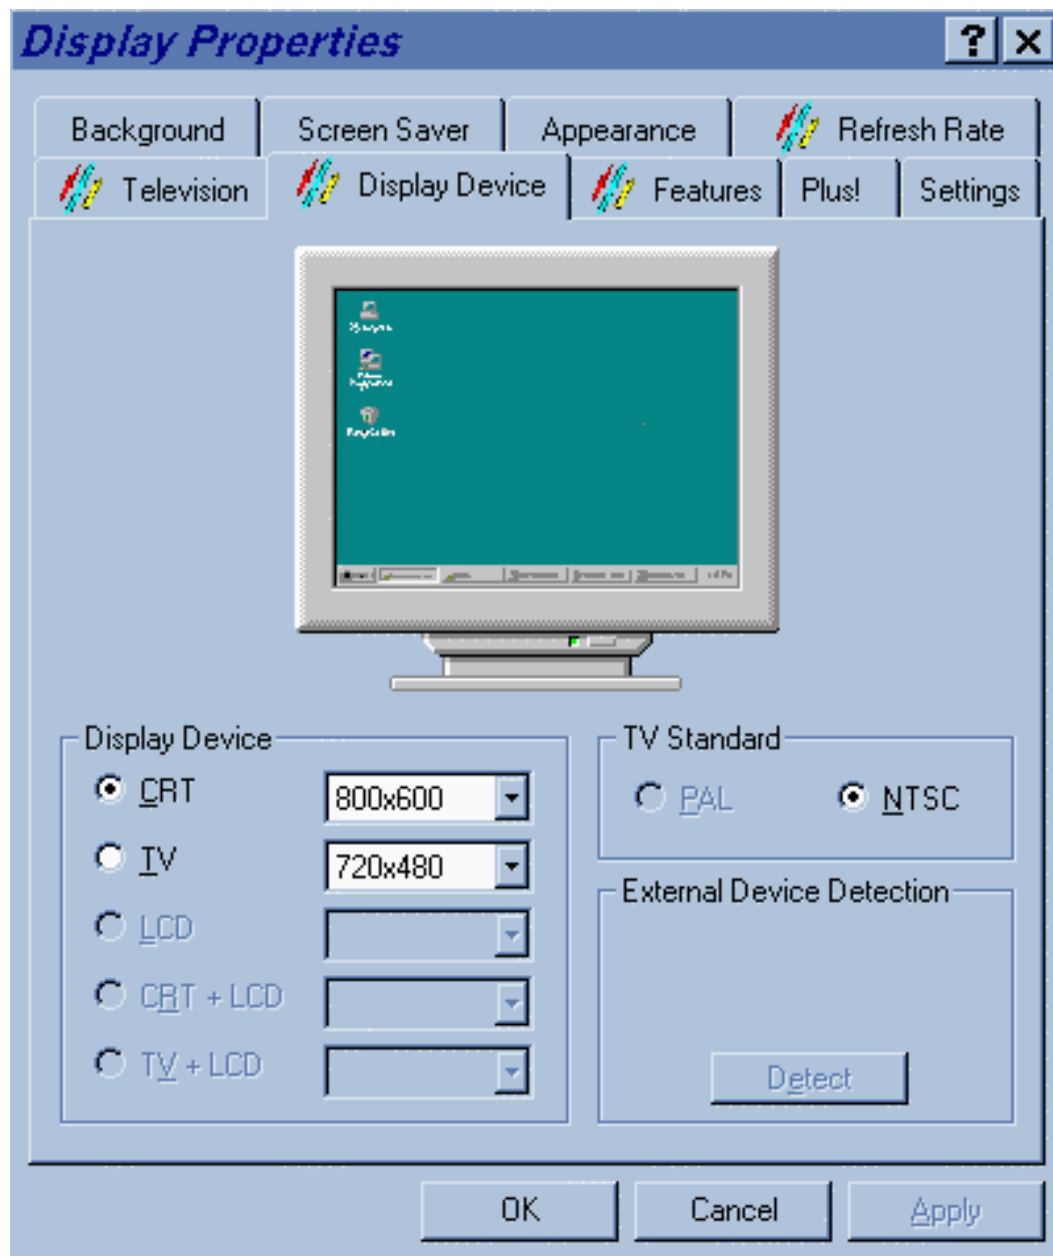 Display Properties
Background Screen Saver Appearance Refresh Rate
Television Display Device Features Plus! Settings
Display Device
CRT 800x600
TV 720x480
LCD
CRT + LCD
TV + LCD
TV Standard
PAL NTSC
External Device Detection
Detect
OK Cancel Apply